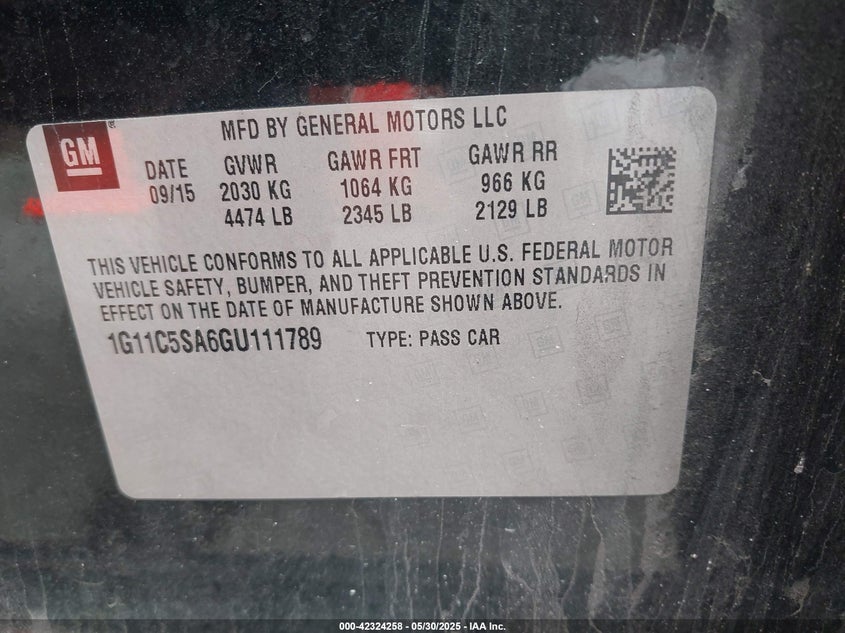 MFD BY GENERAL MOTORS LLC
GM
DATE GVWR GAWR FRT GAWR RR
09/15 2030 KG 1064 KG 966 KG
4474 LB 2345 LB 2129 LB
THIS VEHICLE CONFORMS TO ALL APPLICABLE U.S. FEDERAL MOTOR
VEHICLE SAFETY, BUMPER, AND THEFT PREVENTION STANDARDS IN
EFFECT ON THE DATE OF MANUFACTURE SHOWN ABOVE.
1G11C5SA6GU111789 TYPE: PASS CAR
000-42324258 - 05/30/2025 - IAA Inc.